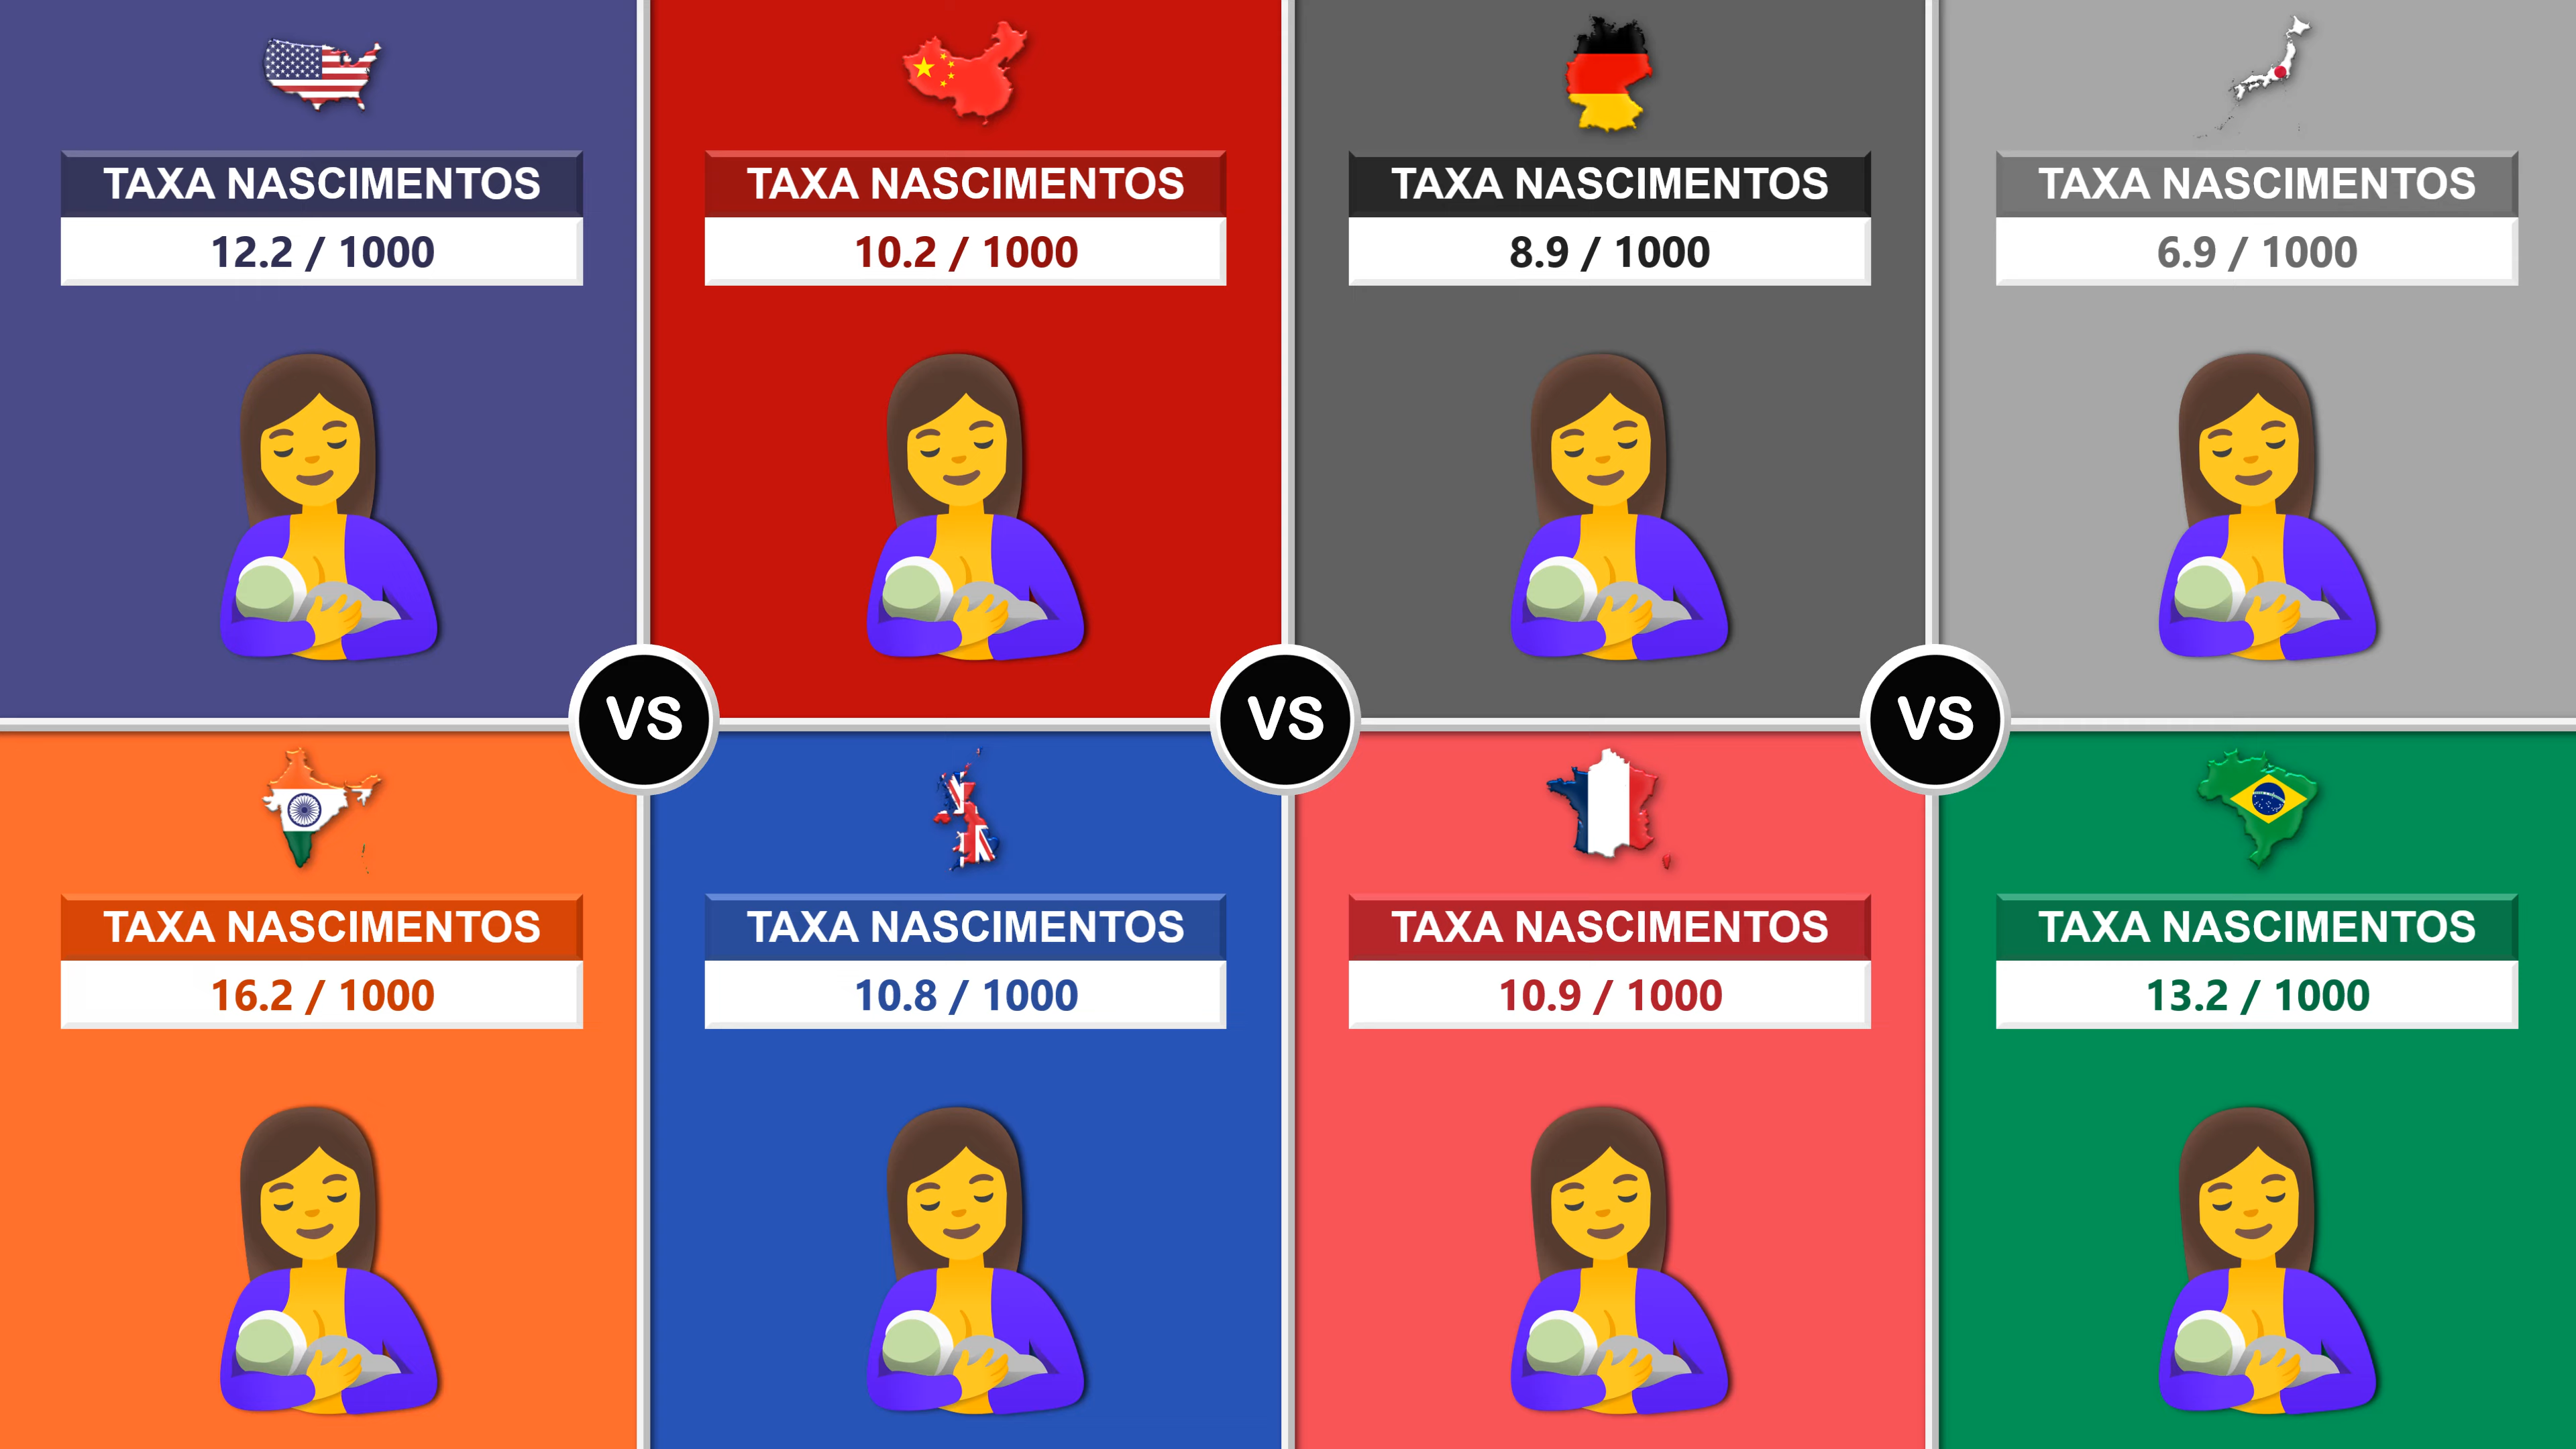 TAXA NASCIMENTOS
12.2 / 1000
TAXA NASCIMENTOS
10.2 / 1000
TAXA NASCIMENTOS
8.9 / 1000
TAXA NASCIMENTOS
6.9 / 1000
VS
VS
VS
TAXA NASCIMENTOS
16.2 / 1000
TAXA NASCIMENTOS
10.8 / 1000
TAXA NASCIMENTOS
10.9 / 1000
TAXA NASCIMENTOS
13.2 / 1000